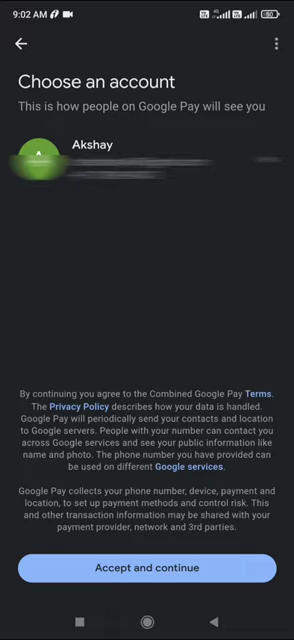 9:02 AM
60
Choose an account
This is how people on Google Pay will see you
A
Akshay
By continuing you agree to the Combined Google Pay Terms.
The Privacy Policy describes how your data is handled.
Google Pay will periodically send your contacts and location
to Google servers. People with your number can contact you
across Google services and see your public information like
name and photo. The phone number you have provided can
be used on different Google services.
Google Pay collects your phone number, device, payment and
location, to set up payment methods and control risk. This
and other transaction information may be shared with your
payment provider, network and 3rd parties.
Accept and continue